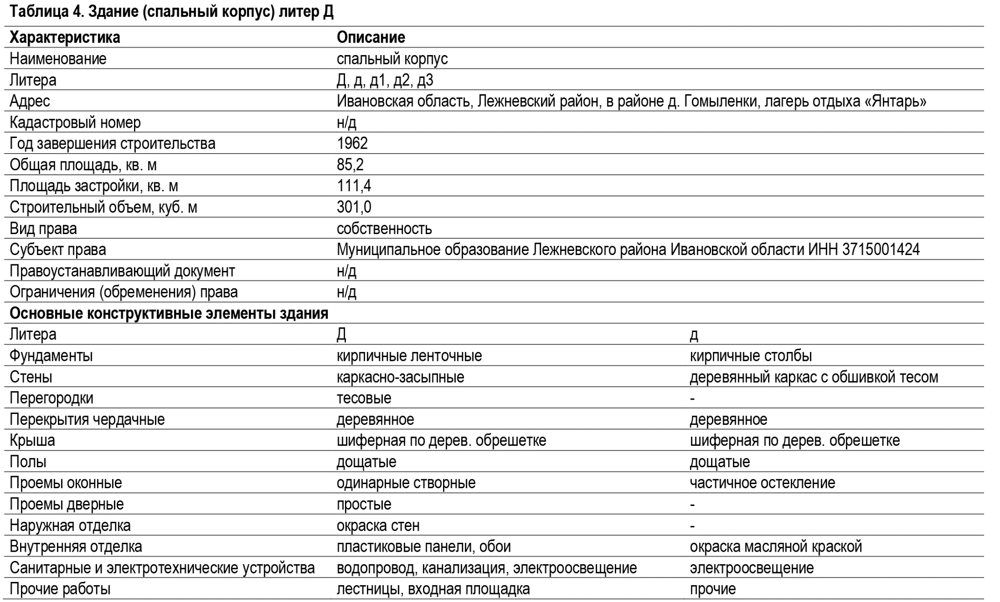 Таблица 4. Здание (спальный корпус) литер Д
Характеристика Описание
Наименование спальный корпус
Литера Д, д, д1, д2, д3
Адрес Ивановская область, Лежневский район, в районе д. Гомыленки, лагерь отдыха «Янтарь»
Кадастровый номер н/д
Год завершения строительства 1962
Общая площадь, кв. м 85,2
Площадь застройки, кв. м 111,4
Строительный объем, куб. м 301,0
Вид права собственность
Субъект права Муниципальное образование Лежневского района Ивановской области ИНН 3715001424
Правоустанавливающий документ н/д
Ограничения (обременения) права н/д
Основные конструктивные элементы здания
Литера Д д
Фундаменты кирпичные ленточные кирпичные столбы
Стены каркасно-засыпные деревянный каркас с обшивкой тесом
Перегородки тесовые -
Перекрытия чердачные деревянное деревянное
Крыша шиферная по дерев. обрешетке шиферная по дерев. обрешетке
Полы дощатые дощатые
Проемы оконные одинарные створные частичное остекление
Проемы дверные простые -
Наружная отделка окраска стен -
Внутренняя отделка пластиковые панели, обои окраска масляной краской
Санитарные и электротехнические устройства водопровод, канализация, электроосвещение электроосвещение
Прочие работы лестницы, входная площадка прочие